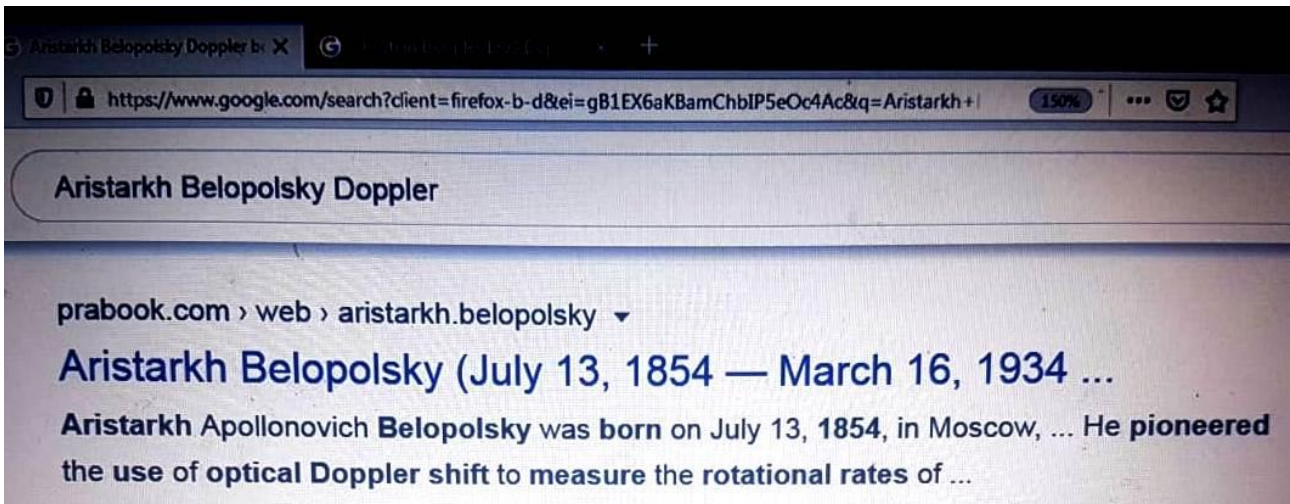 Aristarkh Belopolsky Doppler
https://www.google.com/search?client=firefox-b-d&ei=gB1EX6aKBamChbIP5eOc4Ac&q=Aristarkh+
150%
Aristarkh Belopolsky Doppler
prabook.com › web › aristarkh.belopolsky
Aristarkh Belopolsky (July 13, 1854 — March 16, 1934 ...
Aristarkh Apollonovich Belopolsky was born on July 13, 1854, in Moscow, ... He pioneered
the use of optical Doppler shift to measure the rotational rates of ...